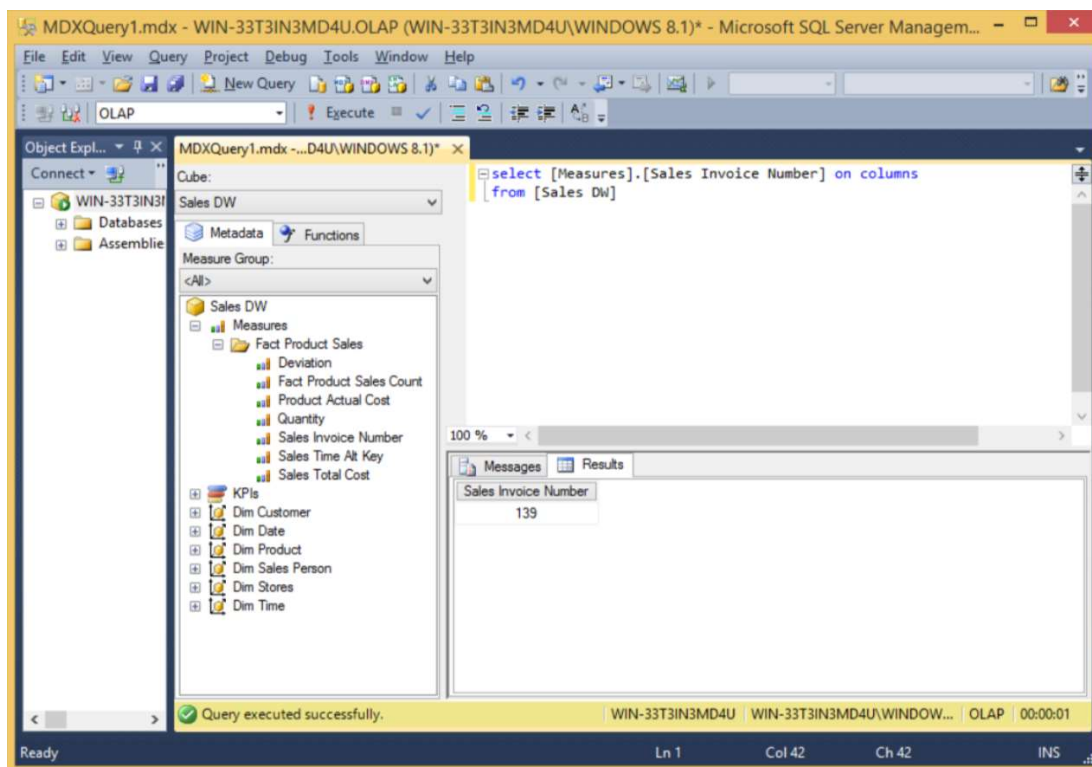 MDXQuery1.mdx - WIN-33T3IN3MD4U.OLAP (WIN-33T3IN3MD4U\WINDOWS 8.1)* - Microsoft SQL Server Managem...
File Edit View Query Project Debug Tools Window Help
New Query
OLAP Execute
Object Expl...
Connect
WIN-33T3IN3M
Databases
Assemblie
MDXQuery1.mdx -...D4U\WINDOWS 8.1)*
Cube:
Sales DW
Metadata Functions
Measure Group:
<All>
Sales DW
Measures
Fact Product Sales
Deviation
Fact Product Sales Count
Product Actual Cost
Quantity
Sales Invoice Number
Sales Time Alt Key
Sales Total Cost
KPIs
Dim Customer
Dim Date
Dim Product
Dim Sales Person
Dim Stores
Dim Time
select [Measures].[Sales Invoice Number] on columns
from [Sales DW]
100 %
Messages Results
Sales Invoice Number
139
Query executed successfully. WIN-33T3IN3MD4U WIN-33T3IN3MD4U\WINDOW... OLAP 00:00:01
Ready Ln 1 Col 42 Ch 42 INS